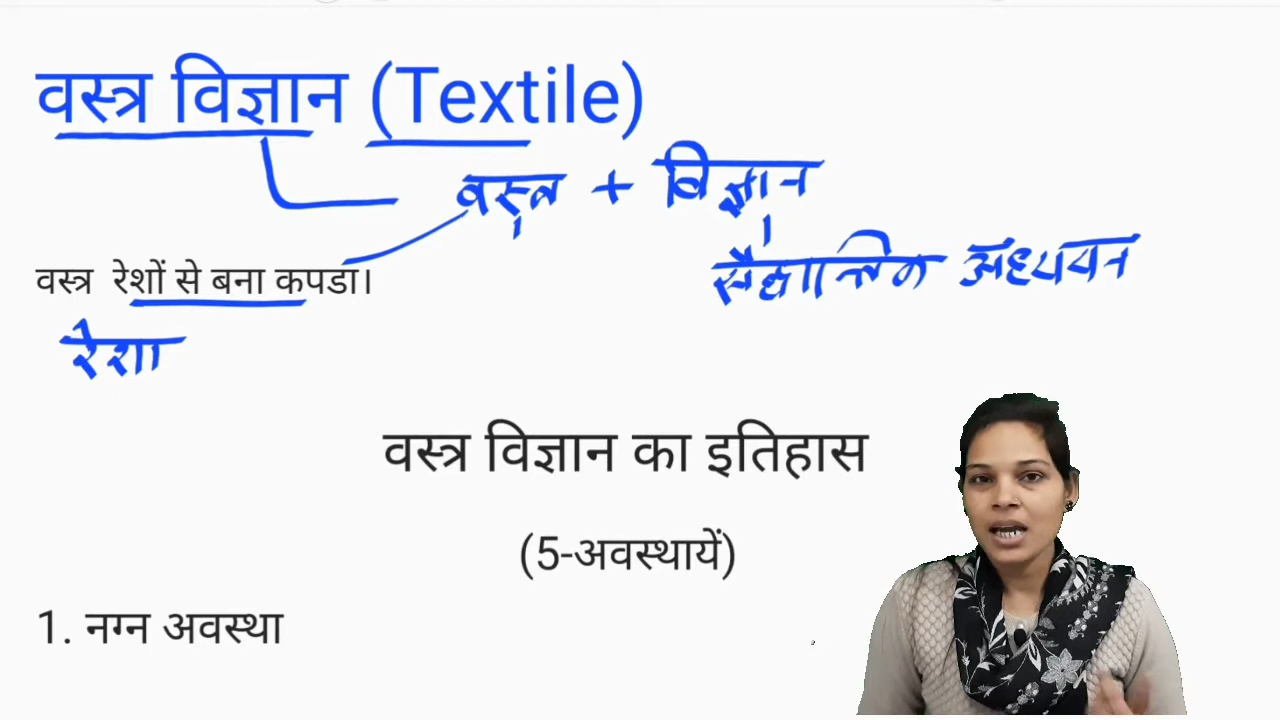 वस्त्र विज्ञान (Textile)
वस्त्र + विज्ञान
सैद्धान्तिक अध्ययन
वस्त्र रेशों से बना कपडा।
रेशा
वस्त्र विज्ञान का इतिहास
(5-अवस्थायें)
1. नग्न अवस्था